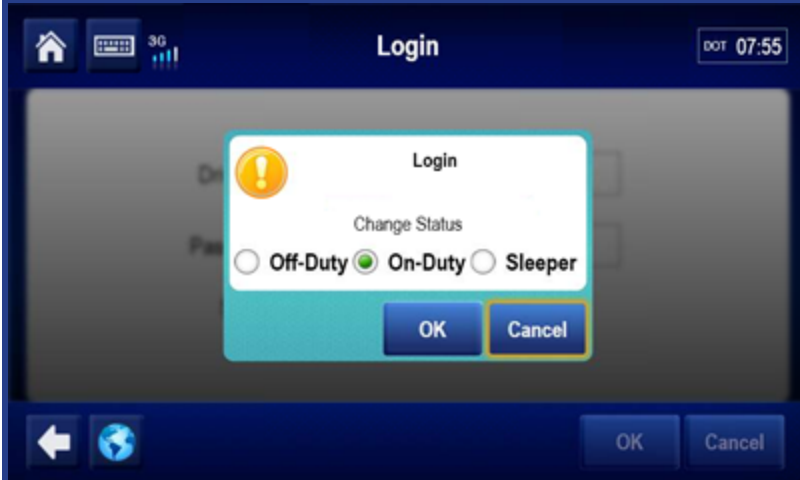 3G
Login
DOT 07:55
Login
Change Status
Off-Duty On-Duty Sleeper
OK Cancel
OK Cancel